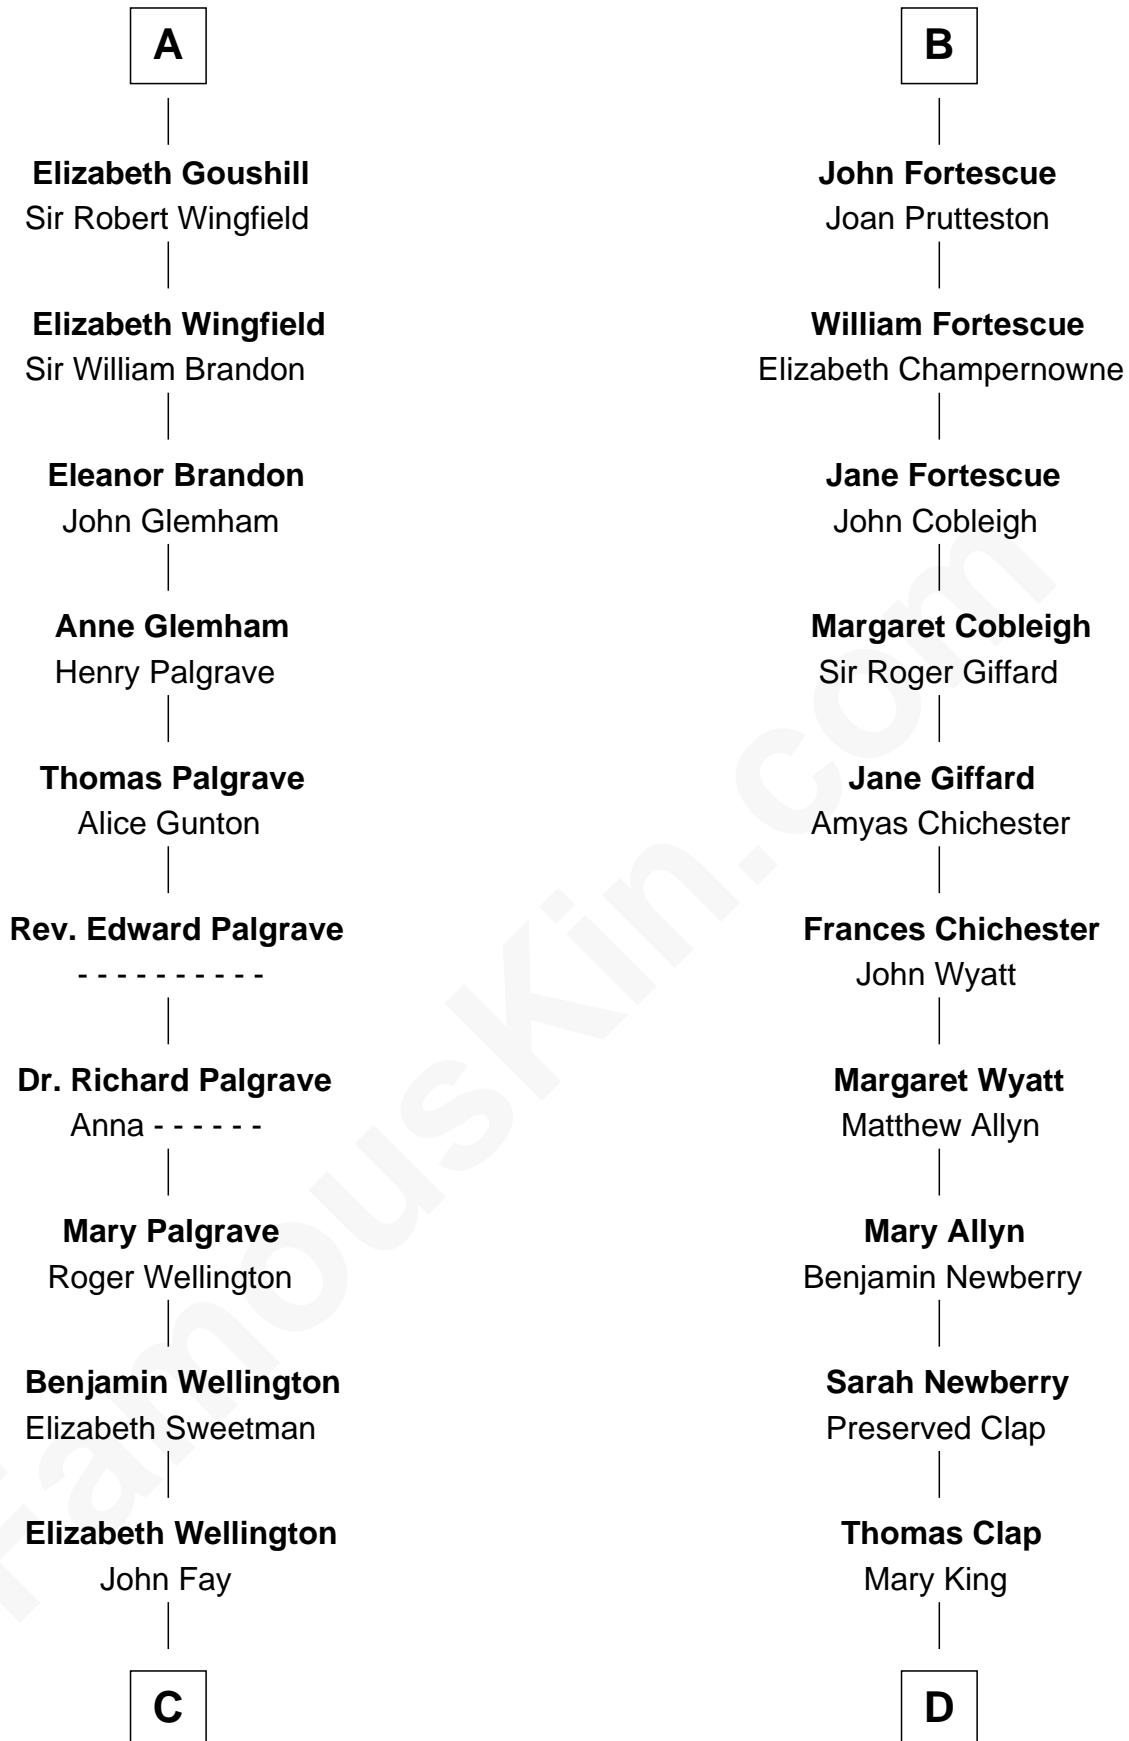 A
Elizabeth Goushill
Sir Robert Wingfield
Elizabeth Wingfield
Sir William Brandon
Eleanor Brandon
John Glemham
Anne Glemham
Henry Palgrave
Thomas Palgrave
Alice Gunton
Rev. Edward Palgrave
- - - - - - - - - -
Dr. Richard Palgrave
Anna - - - - - -
Mary Palgrave
Roger Wellington
Benjamin Wellington
Elizabeth Sweetman
Elizabeth Wellington
John Fay
C
B
John Fortescue
Joan Prutteston
William Fortescue
Elizabeth Champernowne
Jane Fortescue
John Cobleigh
Margaret Cobleigh
Sir Roger Giffard
Jane Giffard
Amyas Chichester
Frances Chichester
John Wyatt
Margaret Wyatt
Matthew Allyn
Mary Allyn
Benjamin Newberry
Sarah Newberry
Preserved Clap
Thomas Clap
Mary King
D
FamousKin.com